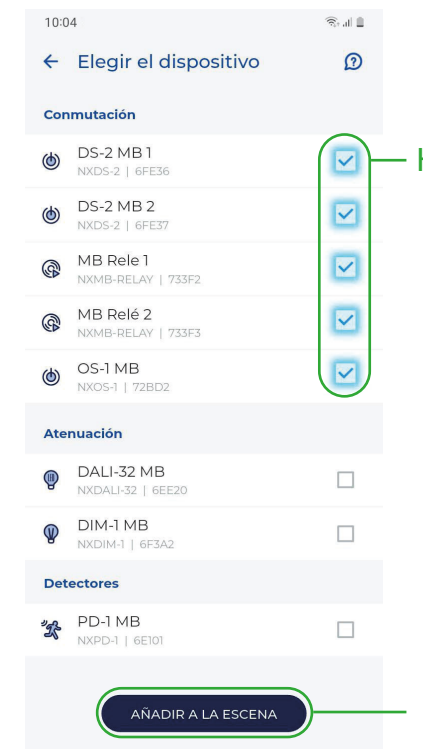 10:04
Elegir el dispositivo
Conmutación
DS-2 MB 1
NXDS-2 | 6FE36
DS-2 MB 2
NXDS-2 | 6FE37
MB Rele 1
NXMB-RELAY | 733F2
MB Relé 2
NXMB-RELAY | 733F3
OS-1 MB
NXOS-1 | 72BD2
Atenuación
DALI-32 MB
NXDALI-32 | 6EE20
DIM-1 MB
NXDIM-1 | 6F3A2
Detectores
PD-1 MB
NXPD-1 | 6E101
AÑADIR A LA ESCENA